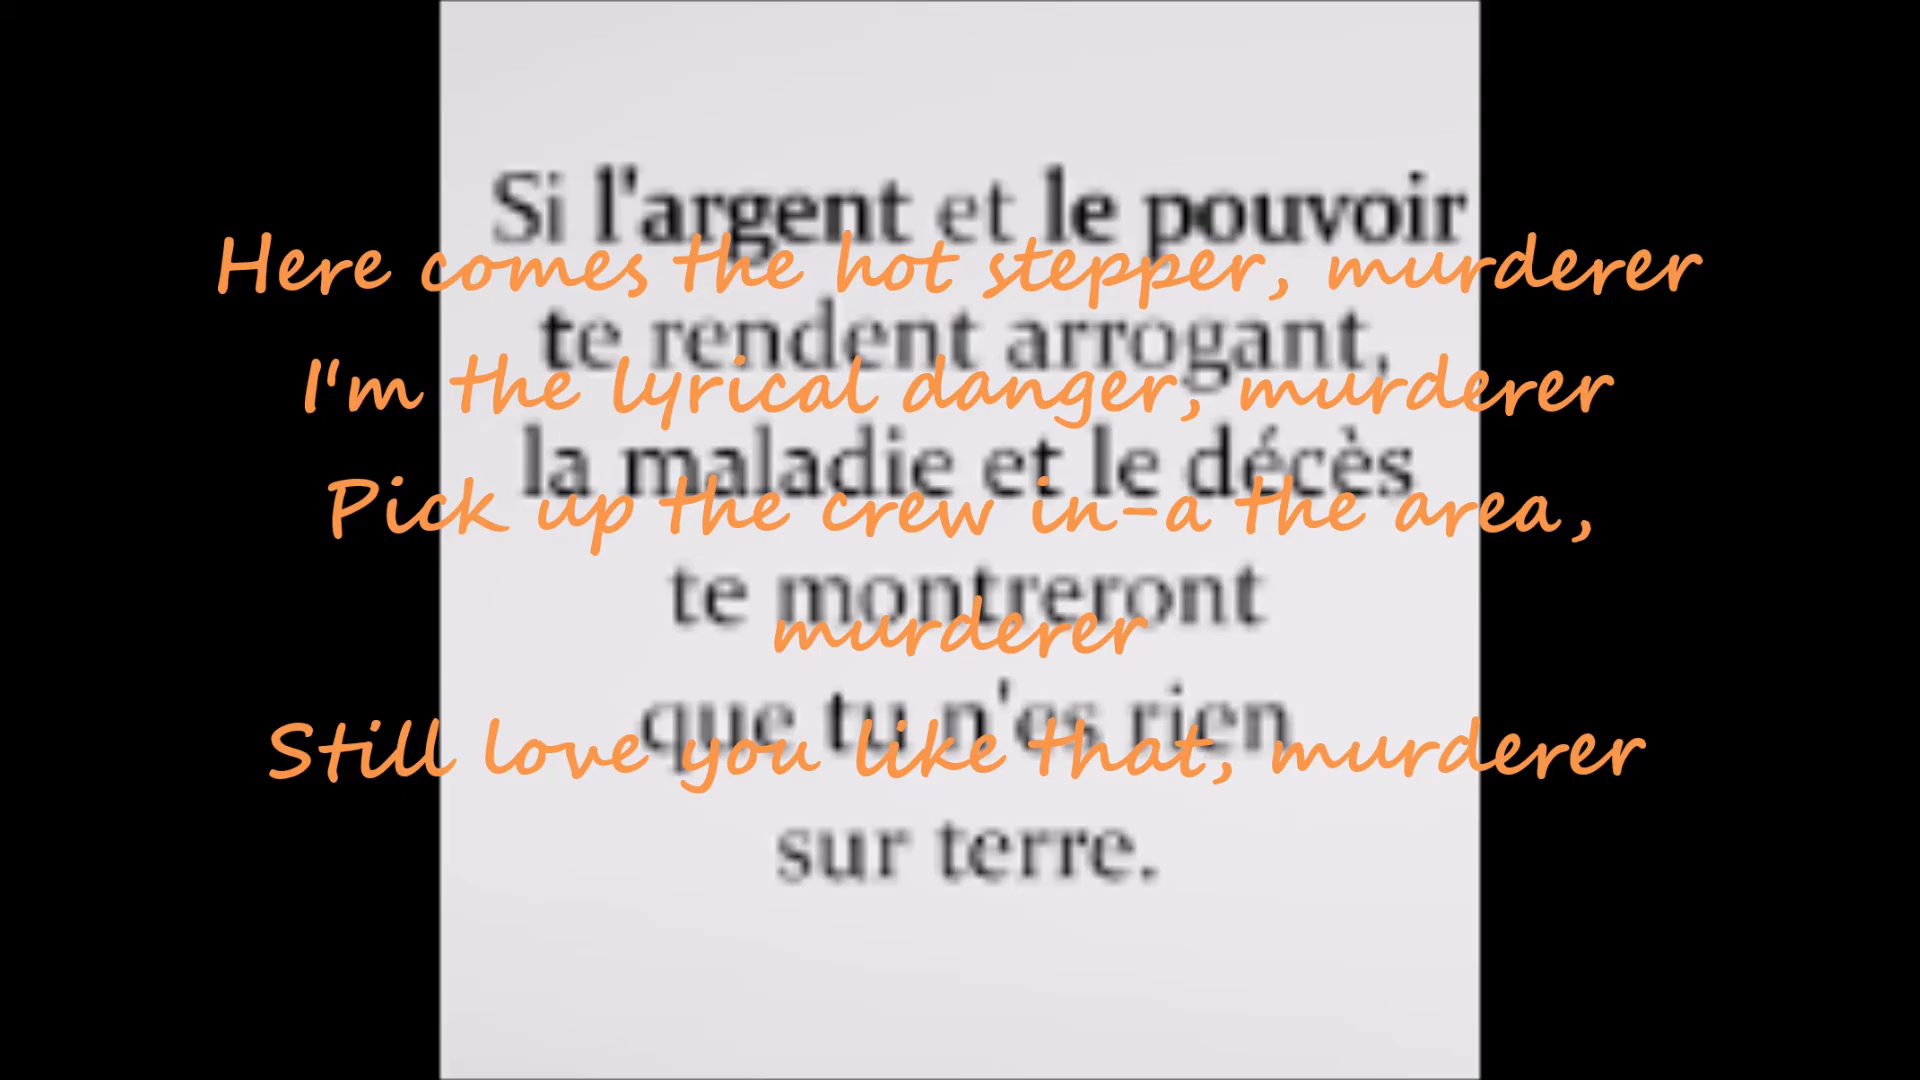 Si l'argent et le pouvoir
Here comes the hot stepper, murderer
te rendent arrogant,
I'm the lyrical danger, murderer
la maladie et le décès
Pick up the crew in-a the area,
te montreront
murderer
que tu n'es rien
Still love you like that, murderer
sur terre.